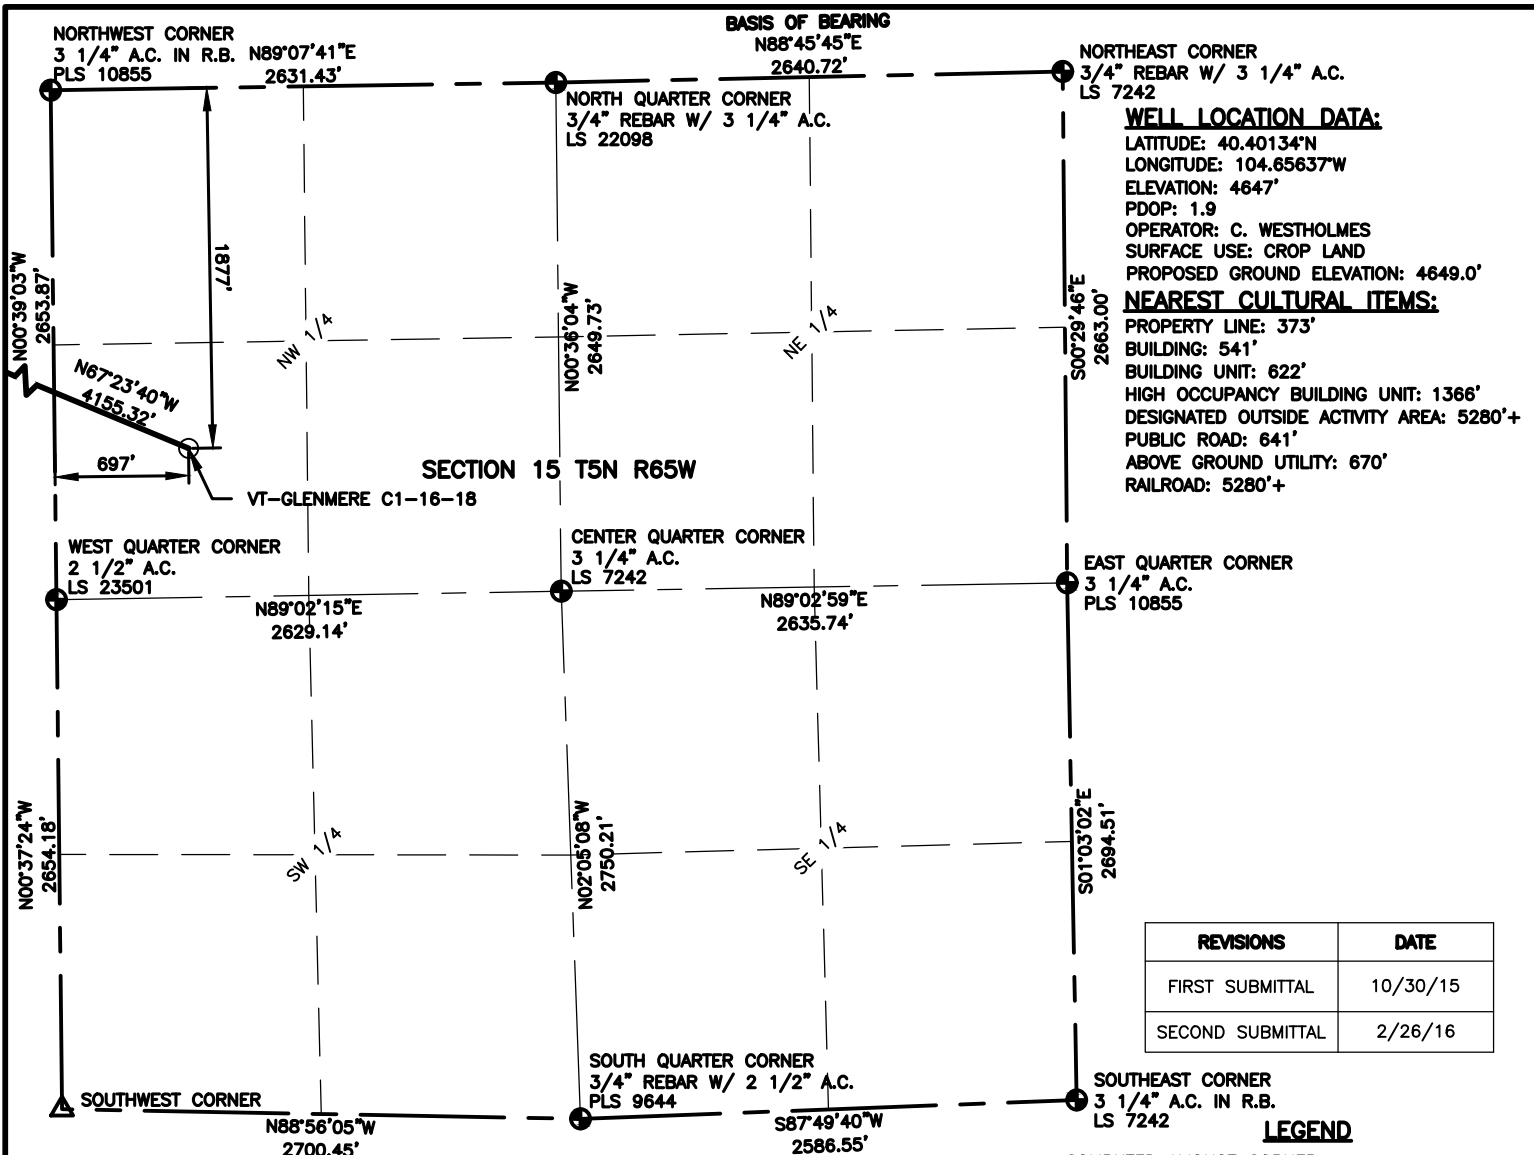 BASIS OF BEARING
N88°45'45"E
2640.72'
NORTHWEST CORNER
3 1/4" A.C. IN R.B.
PLS 10855
N89°07'41"E
2631.43'
NORTH QUARTER CORNER
3/4" REBAR W/ 3 1/4" A.C.
LS 22098
NORTHEAST CORNER
3/4" REBAR W/ 3 1/4" A.C.
LS 7242
WELL LOCATION DATA:
LATITUDE: 40.40134°N
LONGITUDE: 104.65637°W
ELEVATION: 4647'
PDOP: 1.9
OPERATOR: C. WESTHOLMES
SURFACE USE: CROP LAND
PROPOSED GROUND ELEVATION: 4649.0'
NEAREST CULTURAL ITEMS:
PROPERTY LINE: 373'
BUILDING: 541'
BUILDING UNIT: 622'
HIGH OCCUPANCY BUILDING UNIT: 1366'
DESIGNATED OUTSIDE ACTIVITY AREA: 5280'+
PUBLIC ROAD: 641'
ABOVE GROUND UTILITY: 670'
RAILROAD: 5280'+
N00°39'03"W
2653.87'
1877'
NW 1/4
N00°36'04"W
2649.73'
NE 1/4
S00°29'46"E
2663.00'
N67°23'40"W
4155.32'
697'
SECTION 15 T5N R65W
VT-GLENMERE C1-16-18
WEST QUARTER CORNER
2 1/2" A.C.
LS 23501
CENTER QUARTER CORNER
3 1/4" A.C.
LS 7242
EAST QUARTER CORNER
3 1/4" A.C.
PLS 10855
N89°02'15"E
2629.14'
N89°02'59"E
2635.74'
N00°37'24"W
2654.18'
SW 1/4
N02°05'08"W
2750.21'
SE 1/4
S01°03'02"E
2694.51'
REVISIONS DATE
FIRST SUBMITTAL 10/30/15
SECOND SUBMITTAL 2/26/16
SOUTHWEST CORNER
SOUTH QUARTER CORNER
3/4" REBAR W/ 2 1/2" A.C.
PLS 9644
SOUTHEAST CORNER
3 1/4" A.C. IN R.B.
LS 7242
N88°56'05"W
2700.45'
S87°49'40"W
2586.55'
LEGEND